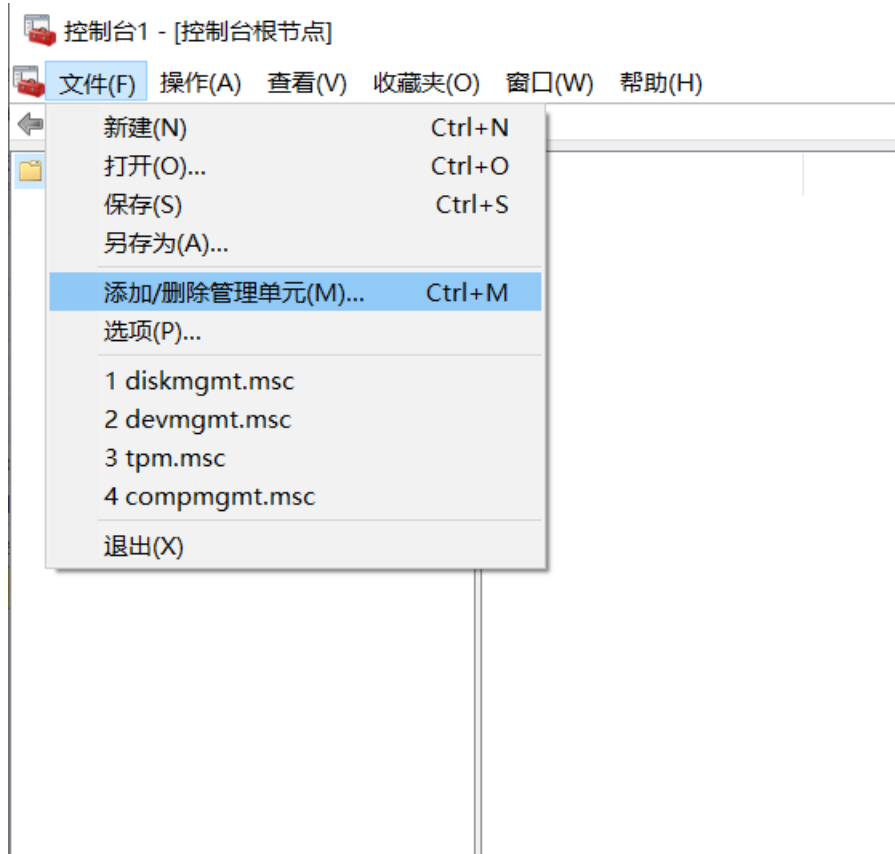 控制台1 - [控制台根节点]
文件(F) 操作(A) 查看(V) 收藏夹(O) 窗口(W) 帮助(H)
新建(N) Ctrl+N
打开(O)... Ctrl+O
保存(S) Ctrl+S
另存为(A)...
添加/删除管理单元(M)... Ctrl+M
选项(P)...
1 diskmgmt.msc
2 devmgmt.msc
3 tpm.msc
4 compmgmt.msc
退出(X)